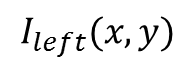 I_left(x, y)